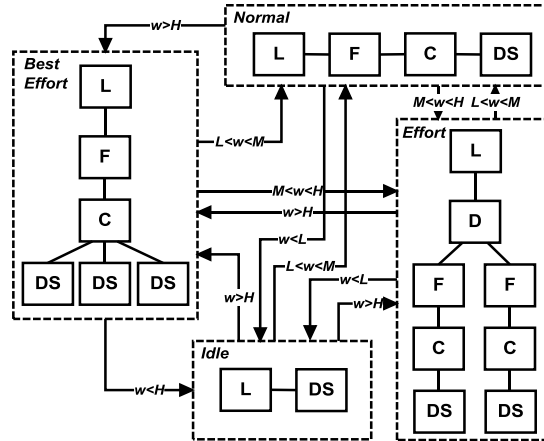 Normal
w>H
L F C DS
Best
Effort
L
M<w<H L<w<M
Effort
L
L<w<M
F
M<w<H
C
w>H
D
w<L
DS DS DS
L<w<M
w<L
F F
w>H
w>H
Idle
C C
L DS
w<H
DS DS